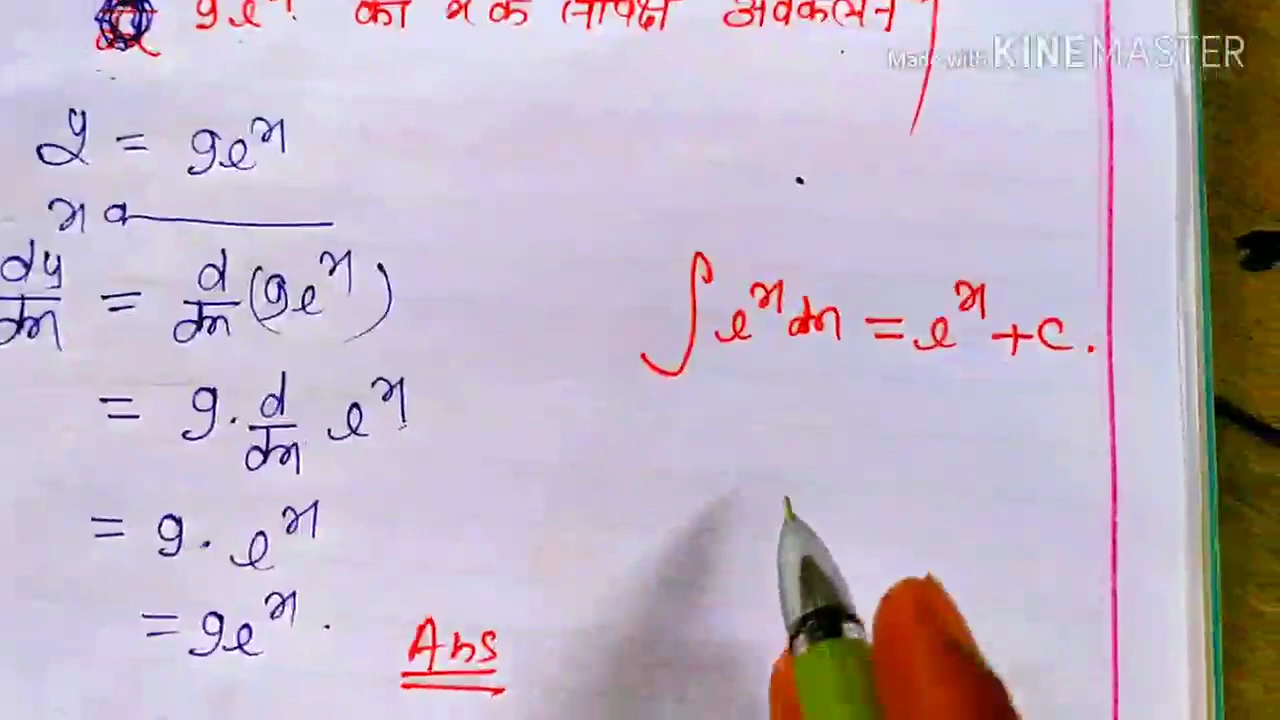 9eˣ का x के सापेक्ष अवकलन
Made with KINEMASTER
y = 9eˣ
x
dy/dx = d/dx (9eˣ)
= 9. d/dx eˣ
= 9. eˣ
= 9eˣ.
Ans
∫eˣdx = eˣ+c.